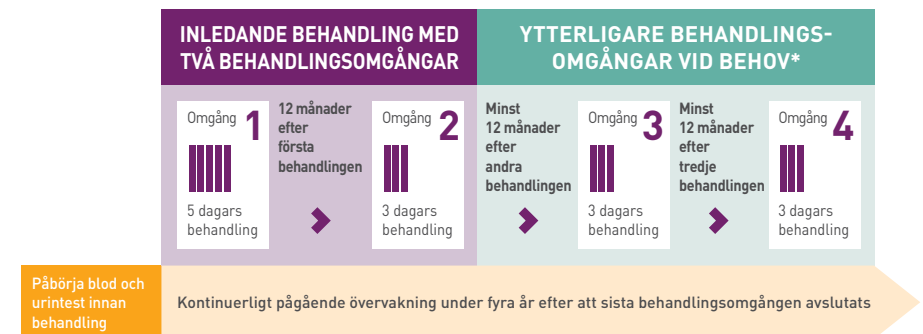 INLEDANDE BEHANDLING MED
TVÅ BEHANDLINGSOMGÅNGAR
YTTERLIGARE BEHANDLINGS-
OMGÅNGAR VID BEHOV*
Omgång 1
5 dagars
behandling
12 månader
efter
första
behandlingen
Omgång 2
3 dagars
behandling
Minst
12 månader
efter
andra
behandlingen
Omgång 3
3 dagars
behandling
Minst
12 månader
efter
tredje
behandlingen
Omgång 4
3 dagars
behandling
Påbörja blod och
urintest innan
behandling
Kontinuerligt pågående övervakning under fyra år efter att sista behandlingsomgången avslutats